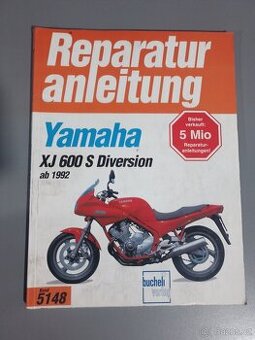 Reparatur
anleitung
Bisher
verkauft:
5 Mio
Reparatur-
anleitungen!
Yamaha
XJ 600 S Diversion
ab 1992
Band
5148
bucheli
verlag